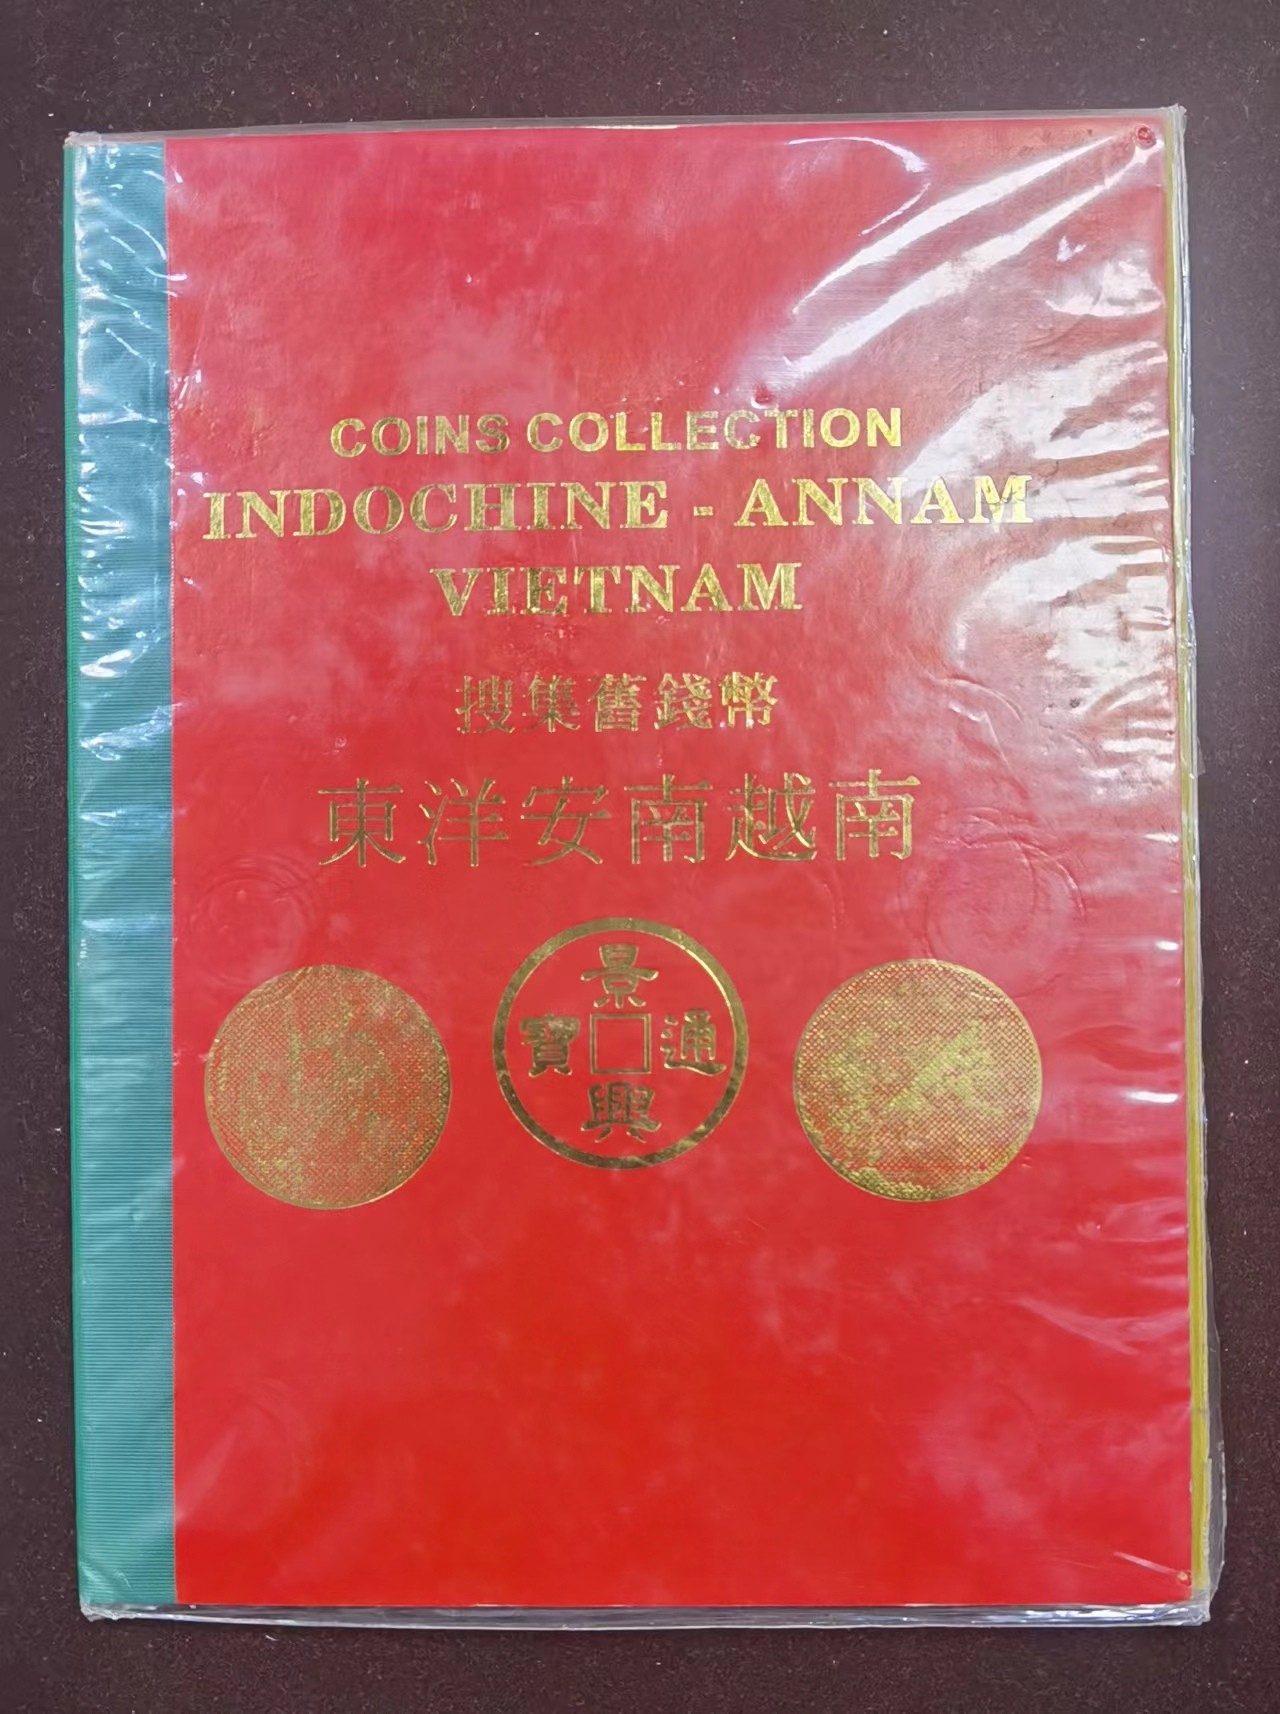 COINS COLLECTION
INDOCHINE - ANNAM
VIETNAM
搜集舊錢幣
東洋安南越南
景
寶 通
興